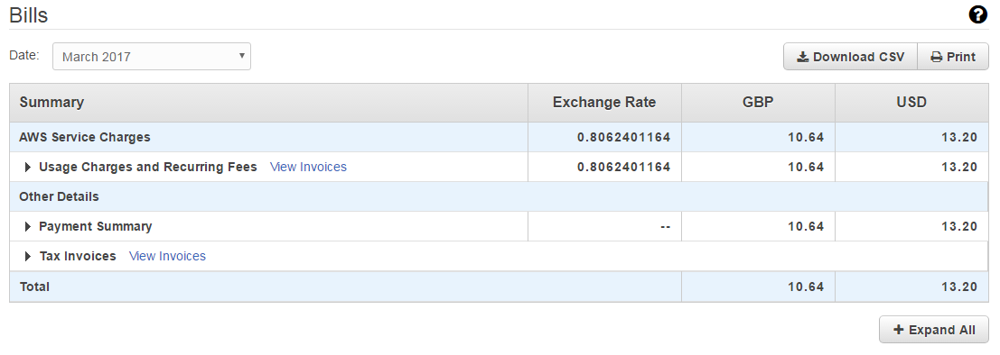 Bills
Date: March 2017 Download CSV Print
Summary Exchange Rate GBP USD
AWS Service Charges 0.8062401164 10.64 13.20
Usage Charges and Recurring Fees View Invoices 0.8062401164 10.64 13.20
Other Details
Payment Summary -- 10.64 13.20
Tax Invoices View Invoices
Total 10.64 13.20
Expand All